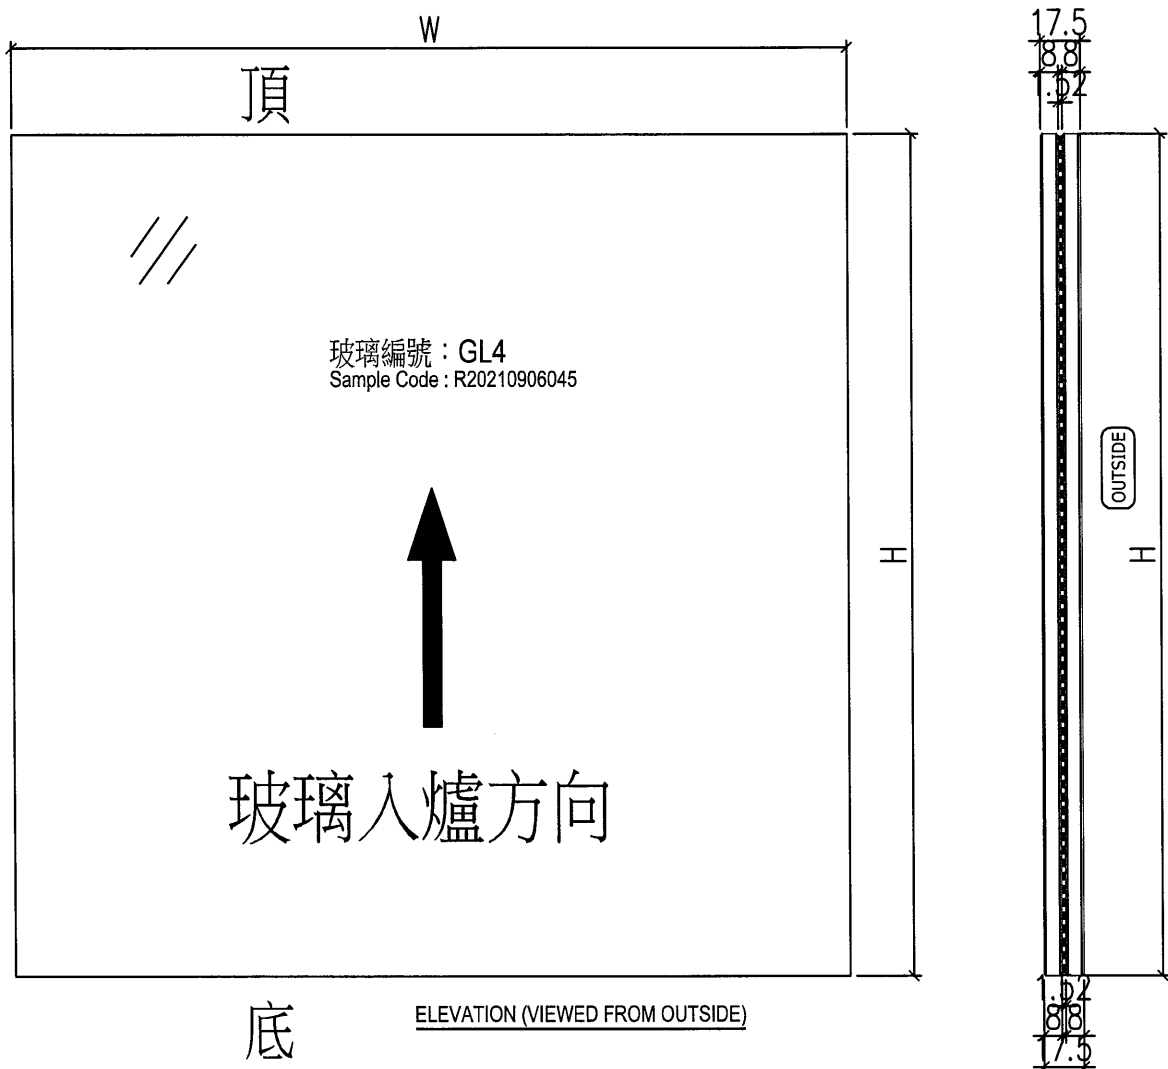 W
頂
17.5
8 8
1.52
玻璃編號：GL4
Sample Code : R20210906045
OUTSIDE
H
H
玻璃入爐方向
底
ELEVATION (VIEWED FROM OUTSIDE)
1.52
8 8
17.5